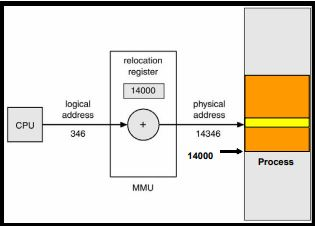 relocation
register
14000
CPU
logical
address
346
+
physical
address
14346
14000
Process
MMU